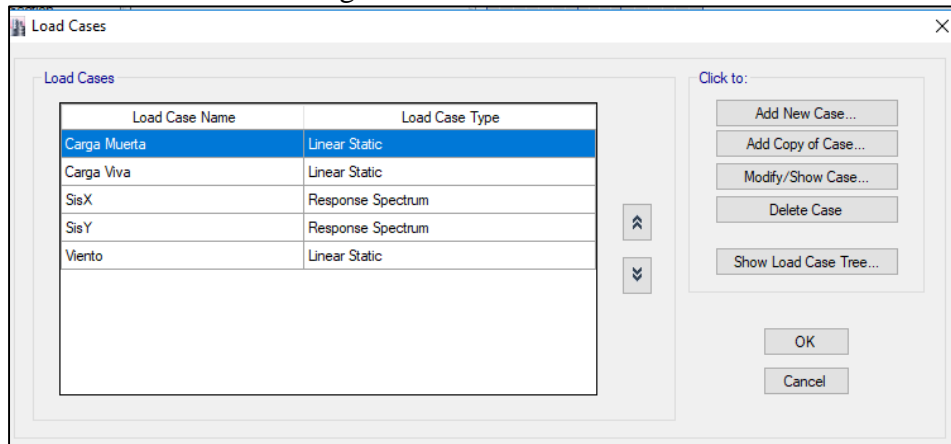 Load Cases
Load Cases
Click to:
Load Case Name Load Case Type
Carga Muerta Linear Static
Carga Viva Linear Static
SisX Response Spectrum
SisY Response Spectrum
Viento Linear Static
Add New Case...
Add Copy of Case...
Modify/Show Case...
Delete Case
Show Load Case Tree...
OK
Cancel